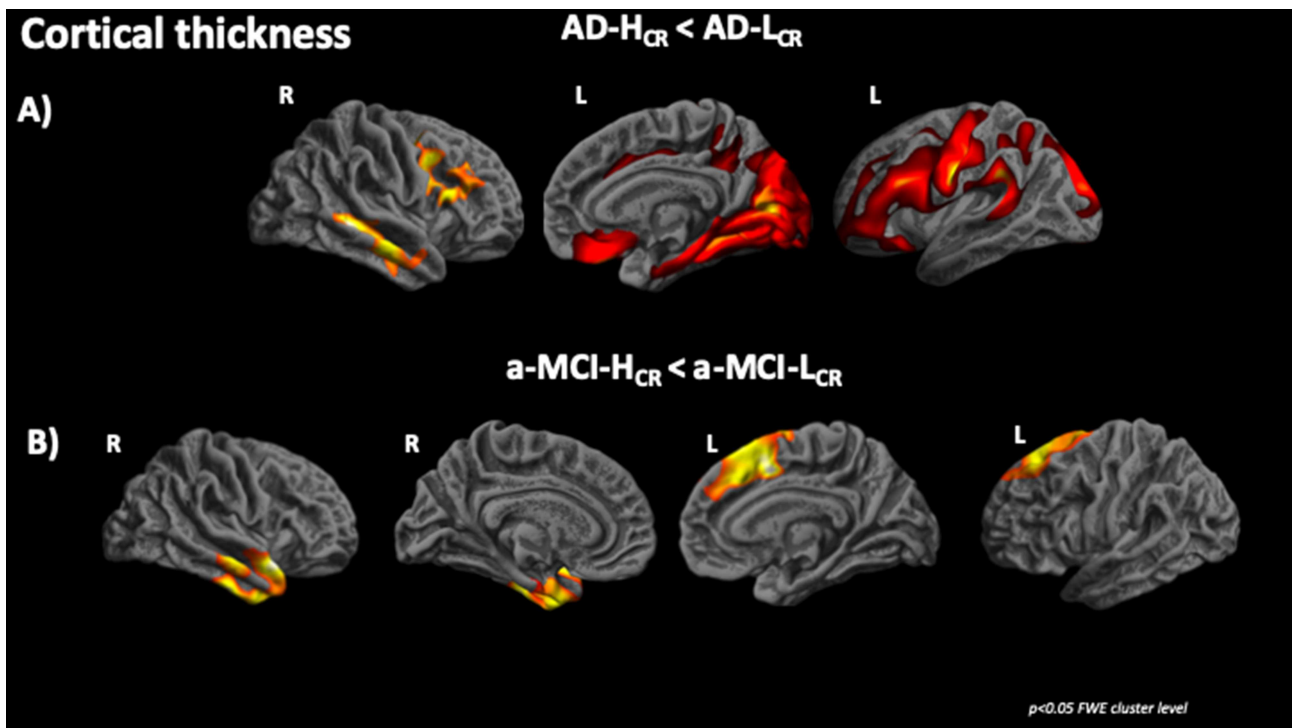 Cortical thickness
AD-HCR < AD-LCR
A)
R
L
L
a-MCI-HCR < a-MCI-LCR
B)
R
R
L
L
p<0.05 FWE cluster level